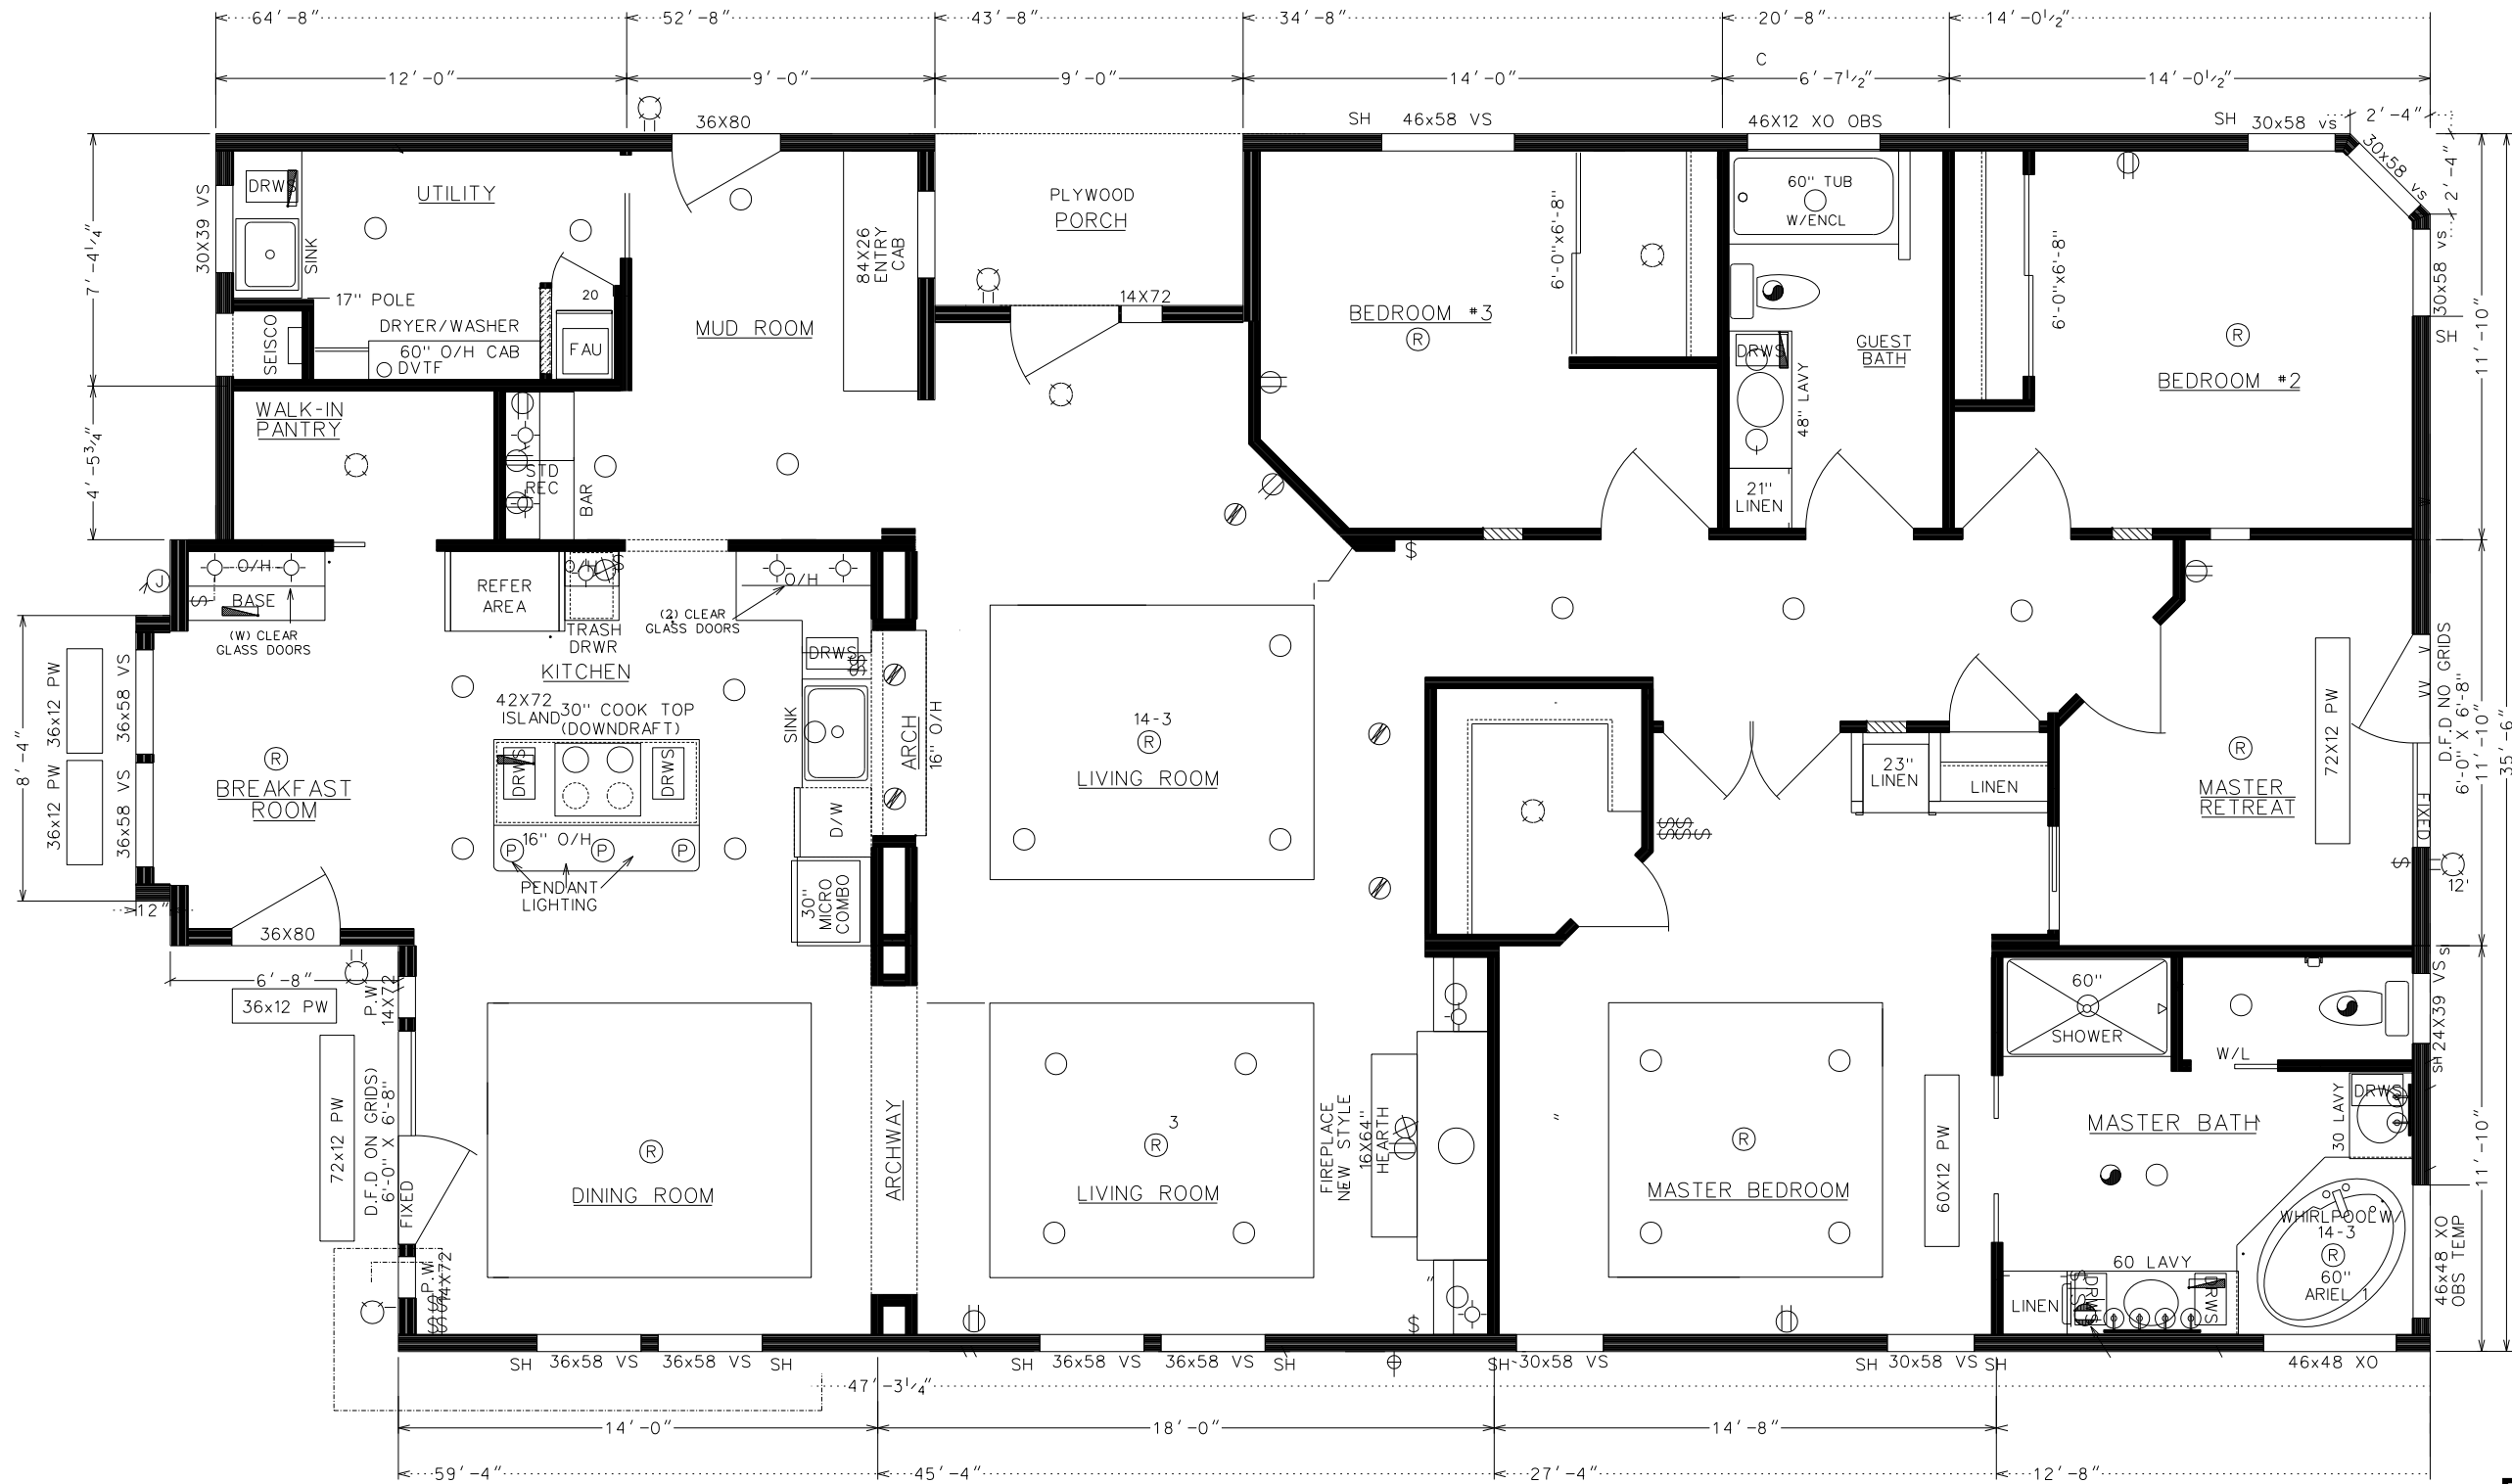 64'-8" 52'-8" 43'-8" 34'-8" 20'-8" 14'-0½"
C
12'-0" 9'-0" 9'-0" 14'-0" 6'-7½" 14'-0½"
36X80
SH 46x58 VS
46X12 XO OBS
SH 30x58 vs
2'-4"
30x58 vs
2'-4"
30x58 vs
SH
7'-4¼"
30X39 VS
DRWS
UTILITY
SINK
17" POLE
SEISCO
DRYER/WASHER
60" O/H CAB
DVTF
20
FAU
MUD ROOM
84X26
ENTRY
CAB
PLYWOOD
PORCH
14X72
BEDROOM #3
R
6'-0"x6'-8"
60" TUB
W/ENCL
DRWS
48" LAVY
GUEST
BATH
21"
LINEN
6'-0"x6'-8"
R
BEDROOM #2
11'-10"
4'-5¾"
WALK-IN
PANTRY
STD
REC
BAR
J
O/H
$
BASE
(W) CLEAR
GLASS DOORS
REFER
AREA
O/H
TRASH
DRWR
(2) CLEAR
GLASS DOORS
O/H
DRWS
$$
$
KITCHEN
42X72
ISLAND
30" COOK TOP
(DOWNDRAFT)
DRWS
DRWS
16" O/H
P P P
PENDANT
LIGHTING
SINK
D/W
30"
MICRO
COMBO
ARCH
16" O/H
8'-4"
36x12 PW
36x12 PW
36x58 VS
36x58 VS
R
BREAKFAST
ROOM
12"
36X80
6'-8"
36x12 PW
14-3
R
LIVING ROOM
$$
$$$
23"
LINEN
LINEN
R
MASTER
RETREAT
72X12 PW
D.F.D NO GRIDS
6'-0" X 6'-8"
FIXED
$
12'
11'-10"
35'-6"
P.W
14X72
72x12 PW
D.F.D ON GRIDS)
6'-0" X 6'-8"
FIXED
P.W
14X72
$$$
R
DINING ROOM
ARCHWAY
3
R
LIVING ROOM
FIREPLACE
NEW STYLE
16X64"
HEARTH
$
R
MASTER BEDROOM
60X12 PW
60"
SHOWER
W/L
SH 24X39 VS S
MASTER BATH
30 LAVY
DRWS
WHIRLPOOL W/
14-3
R
60"
ARIEL 1
60 LAVY
LINEN
DRWS
DRWS
46x48 XO
OBS TEMP
11'-10"
SH 36x58 VS 36x58 VS SH
SH 36x58 VS 36x58 VS SH
SH 30x58 VS
SH 30x58 VS SH
46x48 XO
47'-3¼"
14'-0" 18'-0" 14'-8"
59'-4" 45'-4" 27'-4" 12'-8"